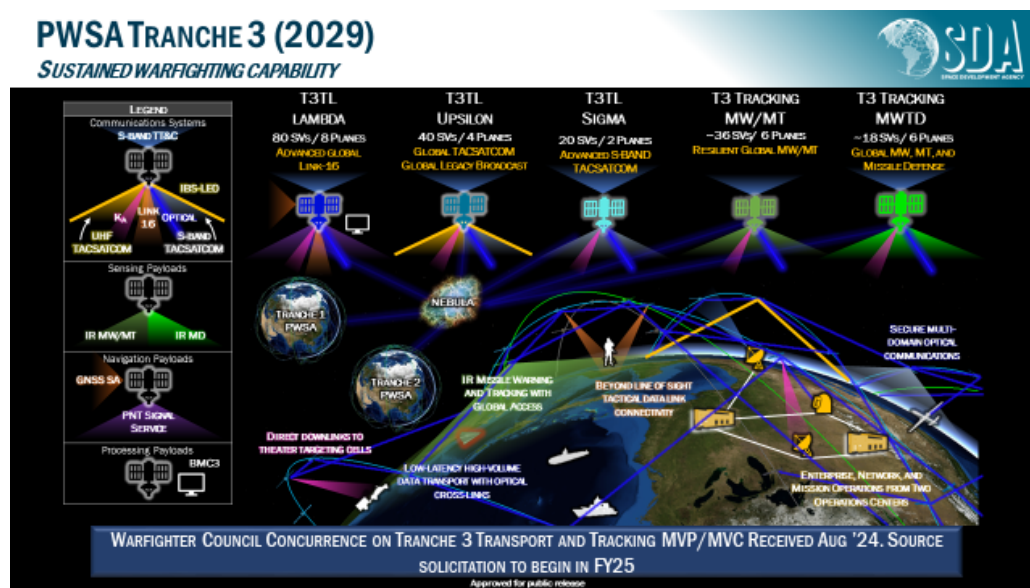 PWSA TRANCHE 3 (2029)
SUSTAINED WARFIGHTING CAPABILITY
SDA
SPACE DEVELOPMENT AGENCY
LEGEND
Communications Systems
S-BAND TT&C
IBS-LEO
KA
LINK
16
OPTICAL
UHF
TACSATCOM
S-BAND
TACSATCOM
Sensing Payloads
IR MW/MT
IR MD
Navigation Payloads
GNSS SA
PNT SIGNAL
SERVICE
Processing Payloads
BMC3
T3TL
LAMBDA
80 SVS / 8 PLANES
ADVANCED GLOBAL
LINK-16
T3TL
UPSILON
40 SVS / 4 PLANES
GLOBAL TACSATCOM
GLOBAL LEGACY BROADCAST
T3TL
SIGMA
20 SVS / 2 PLANES
ADVANCED S-BAND
TACSATCOM
T3 TRACKING
MW/MT
~36 SVS/ 6 PLANES
RESILIENT GLOBAL MW/MT
T3 TRACKING
MWTD
~18 SVS/ 6 PLANES
GLOBAL MW, MT, AND
MISSILE DEFENSE
NEBULA
TRANCHE 1
PWSA
TRANCHE 2
PWSA
IR MISSILE WARNING
AND TRACKING WITH
GLOBAL ACCESS
BEYOND LINE OF SIGHT
TACTICAL DATA LINK
CONNECTIVITY
SECURE MULTI-
DOMAIN OPTICAL
COMMUNICATIONS
DIRECT DOWNLINKS TO
THEATER TARGETING CELLS
LOW-LATENCY HIGH-VOLUME
DATA TRANSPORT WITH OPTICAL
CROSS-LINKS
ENTERPRISE, NETWORK, AND
MISSION OPERATIONS FROM TWO
OPERATIONS CENTERS
WARFIGHTER COUNCIL CONCURRENCE ON TRANCHE 3 TRANSPORT AND TRACKING MVP/MVC RECEIVED AUG '24. SOURCE
SOLICITATION TO BEGIN IN FY25
Approved for public release